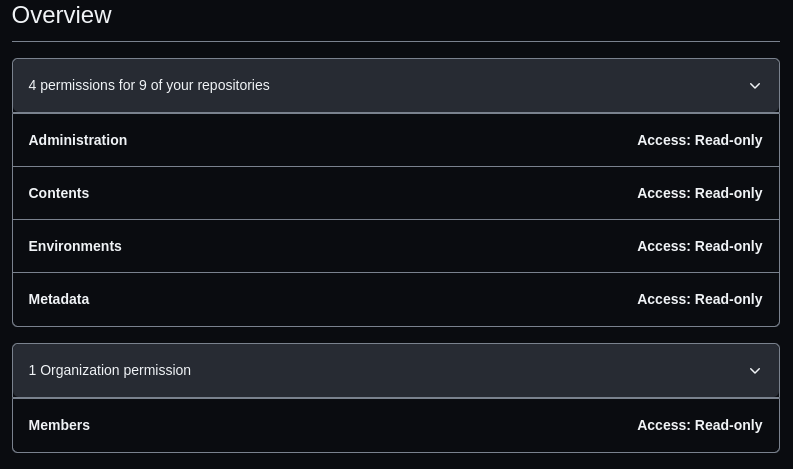 Overview
4 permissions for 9 of your repositories
Administration Access: Read-only
Contents Access: Read-only
Environments Access: Read-only
Metadata Access: Read-only
1 Organization permission
Members Access: Read-only